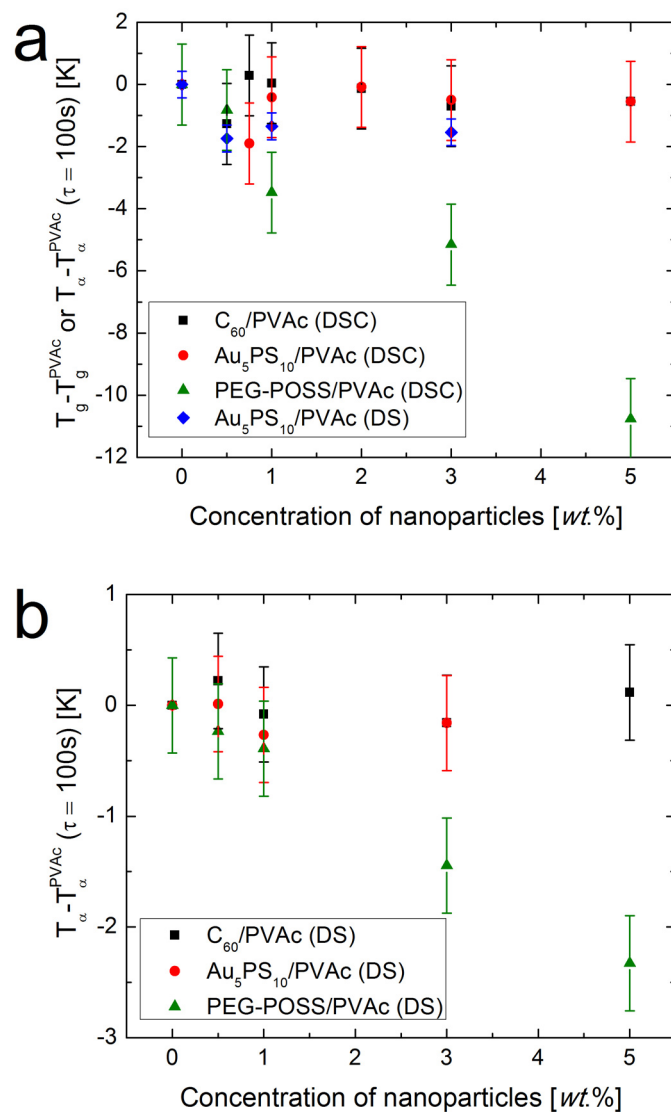 a
T_g-T_g^PVAc or T_α-T_α^PVAc (τ = 100s) [K]
2
0
-2
-4
-6
-8
-10
-12
C60/PVAc (DSC)
Au5PS10/PVAc (DSC)
PEG-POSS/PVAc (DSC)
Au5PS10/PVAc (DS)
0 1 2 3 4 5
Concentration of nanoparticles [wt.%]
b
T_α-T_α^PVAc (τ = 100s) [K]
1
0
-1
-2
-3
C60/PVAc (DS)
Au5PS10/PVAc (DS)
PEG-POSS/PVAc (DS)
0 1 2 3 4 5
Concentration of nanoparticles [wt.%]